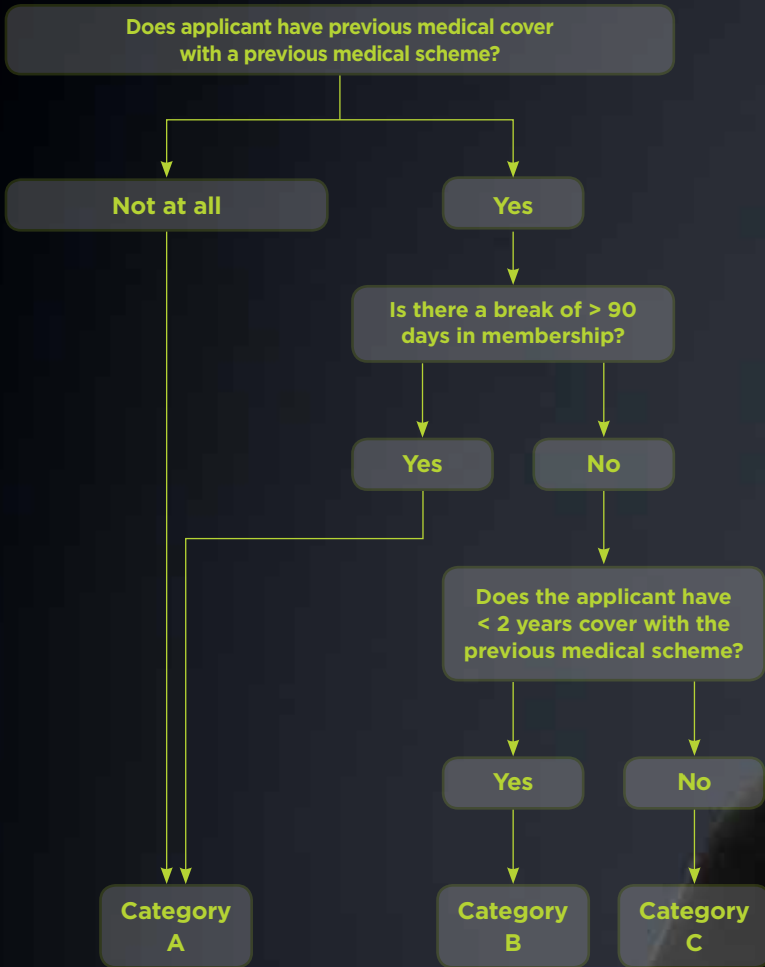 Does applicant have previous medical cover
with a previous medical scheme?
Not at all
Yes
Is there a break of > 90
days in membership?
Yes
No
Does the applicant have
< 2 years cover with the
previous medical scheme?
Yes
No
Category
A
Category
B
Category
C